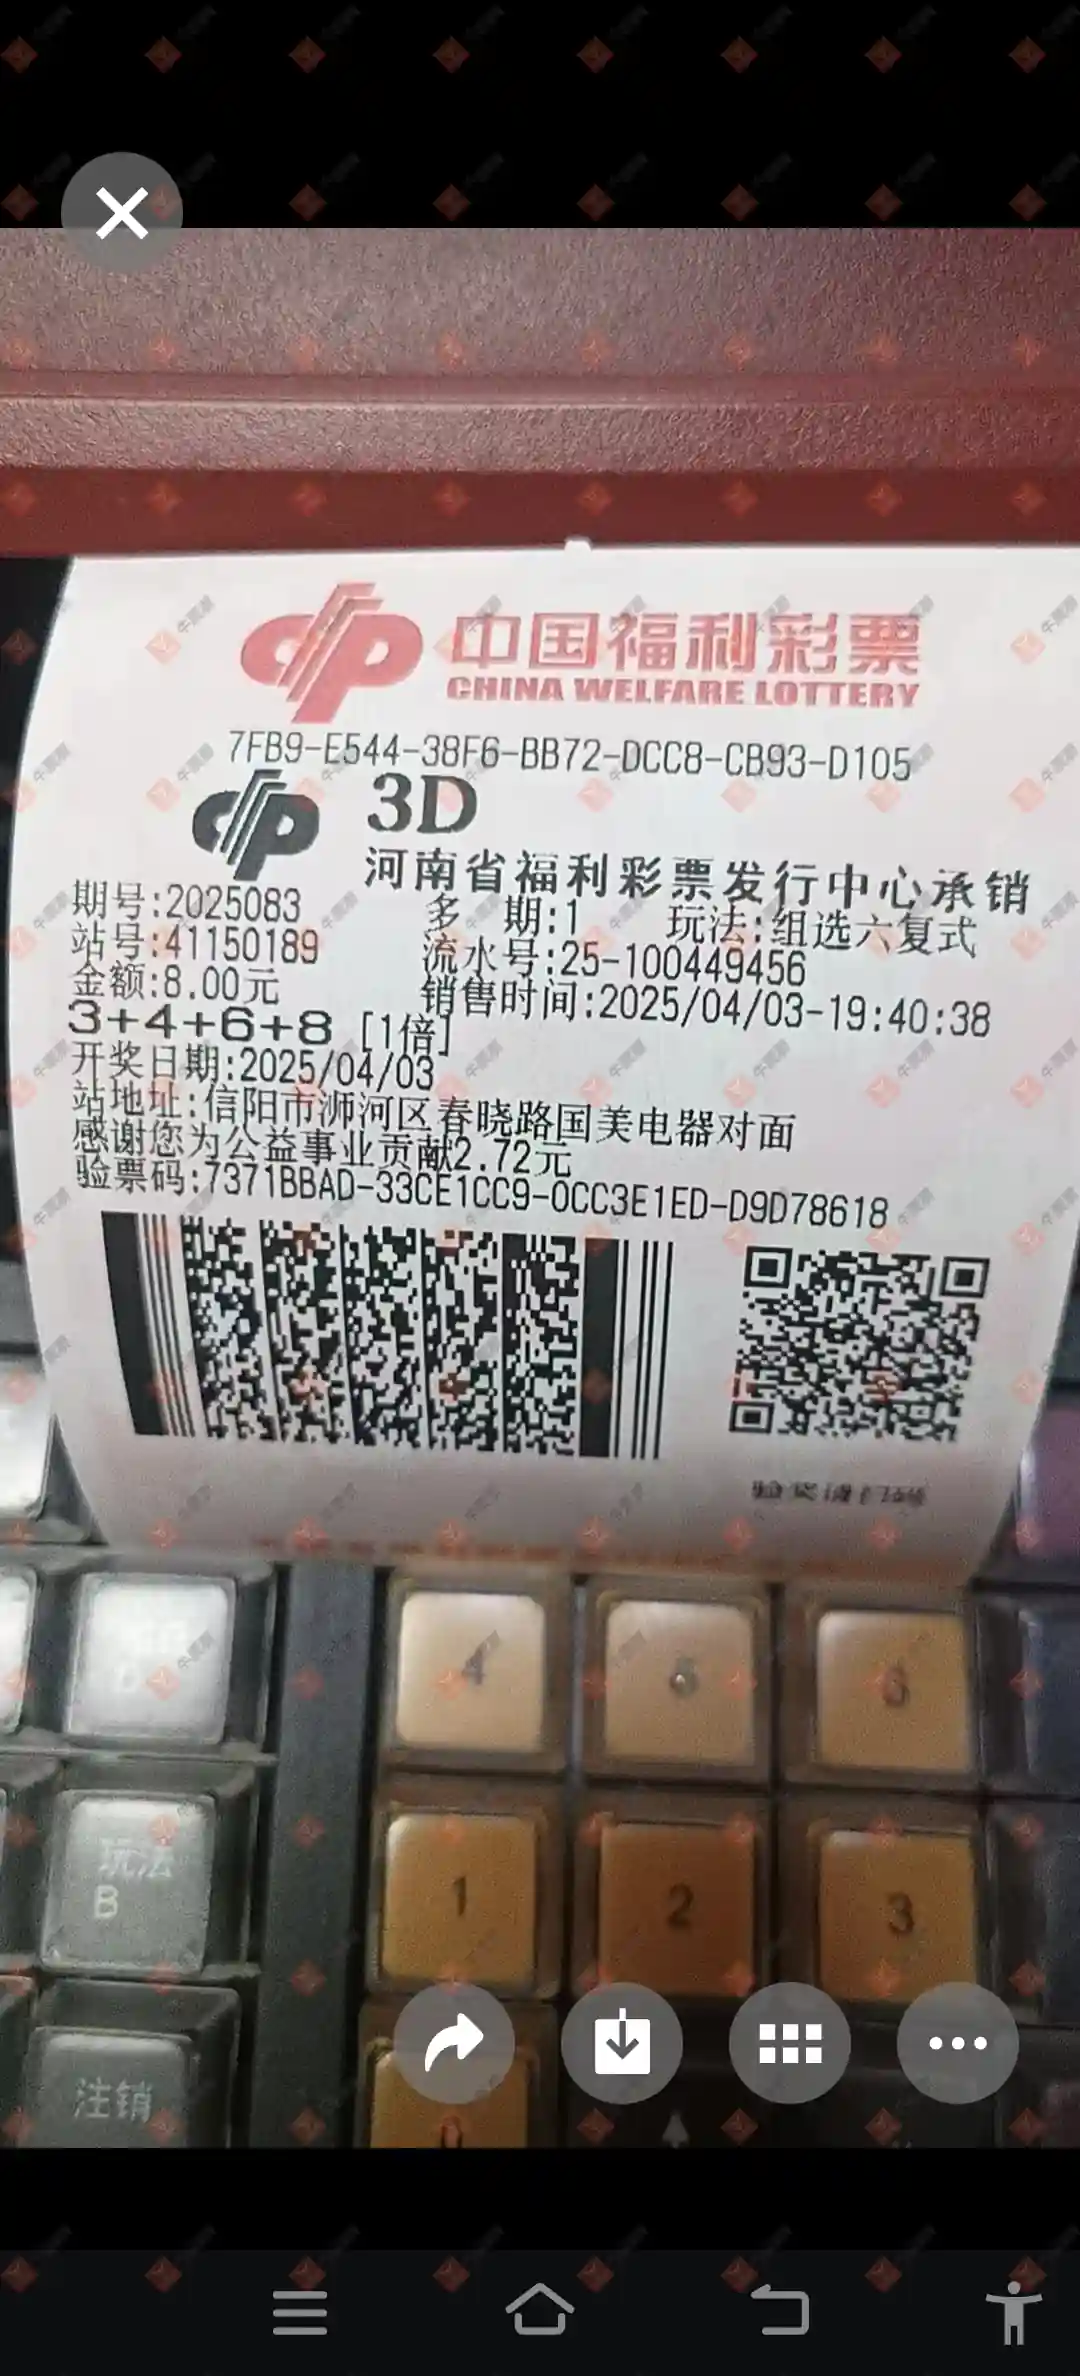 中国福利彩票
CHINA WELFARE LOTTERY
7FB9-E544-38F6-BB72-DCC8-CB93-D105
3D
河南省福利彩票发行中心承销
期号:2025083 多 期:1 玩法:组选六复式
站号:41150189 流水号:25-100449456
金额:8.00元 销售时间:2025/04/03-19:40:38
3+4+6+8 [1倍]
开奖日期:2025/04/03
站地址:信阳市浉河区春晓路国美电器对面
感谢您为公益事业贡献2.72元
验票码:7371BBAD-33CE1CC9-0CC3E1ED-D9D78618
4 5 6
玩法
B
1 2 3
注销
0